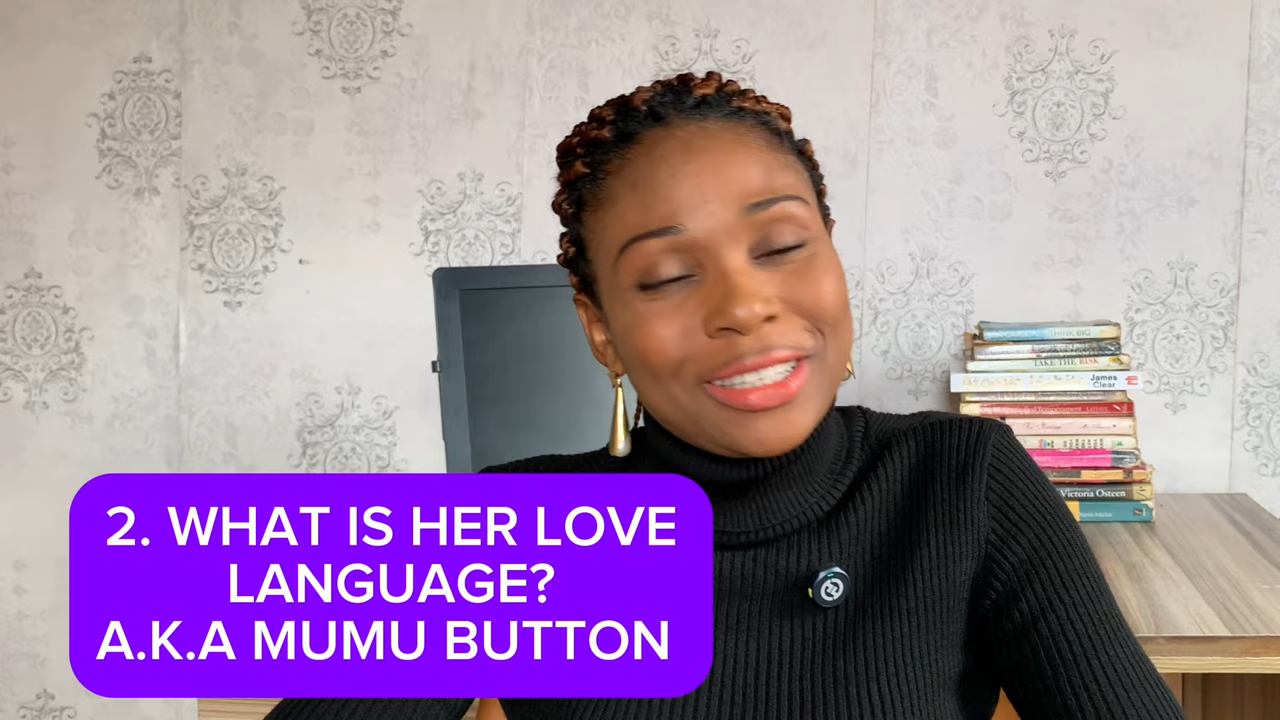 2. WHAT IS HER LOVE
LANGUAGE?
A.K.A MUMU BUTTON
THINK BIG
TAKE THE RISK
James
Clear
Victoria Osteen